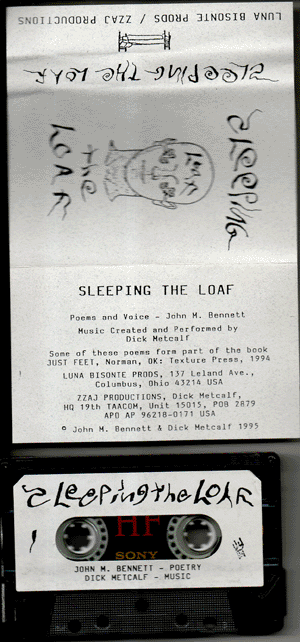 LUNA BISONTE PRODS / ZZAJ PRODUCTIONS
SLEEPING THE LOAF
SLEEPING
THE
LOAF
LOAF
SLEEPING THE LOAF
Poems and Voice - John M. Bennett
Music Created and Performed by
Dick Metcalf
Some of these poems form part of the book
JUST FEET, Norman, OK: Texture Press, 1994
LUNA BISONTE PRODS, 137 Leland Ave.,
Columbus, Ohio 43214 USA
ZZAJ PRODUCTIONS, Dick Metcalf,
HQ 19th TAACOM, Unit 15015, POB 2879
APO AP 96218-0171 USA
© John M. Bennett & Dick Metcalf 1995
SLeePingtheLOAF
HF
SONY
JOHN M. BENNETT - POETRY
DICK METCALF - MUSIC